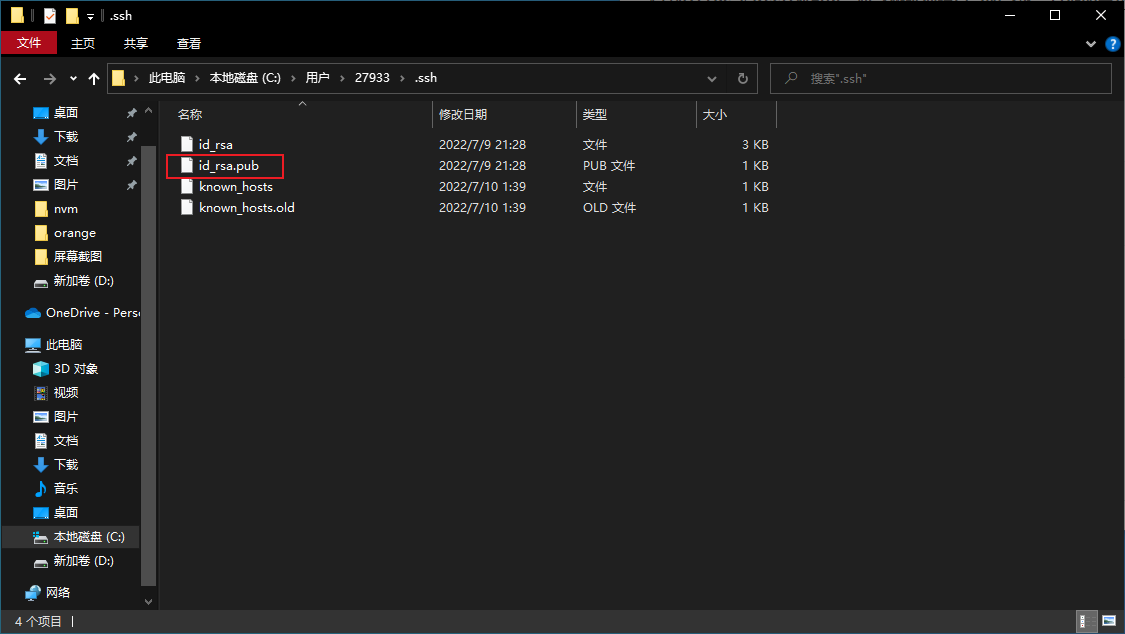 .ssh
文件 主页 共享 查看
此电脑 本地磁盘 (C:) 用户 27933 .ssh 搜索".ssh"
名称 修改日期 类型 大小
id_rsa 2022/7/9 21:28 文件 3 KB
id_rsa.pub 2022/7/9 21:28 PUB 文件 1 KB
known_hosts 2022/7/10 1:39 文件 1 KB
known_hosts.old 2022/7/10 1:39 OLD 文件 1 KB
桌面
下载
文档
图片
nvm
orange
屏幕截图
新加卷 (D:)
OneDrive - Perso
此电脑
3D 对象
视频
图片
文档
下载
音乐
桌面
本地磁盘 (C:)
新加卷 (D:)
网络
4 个项目